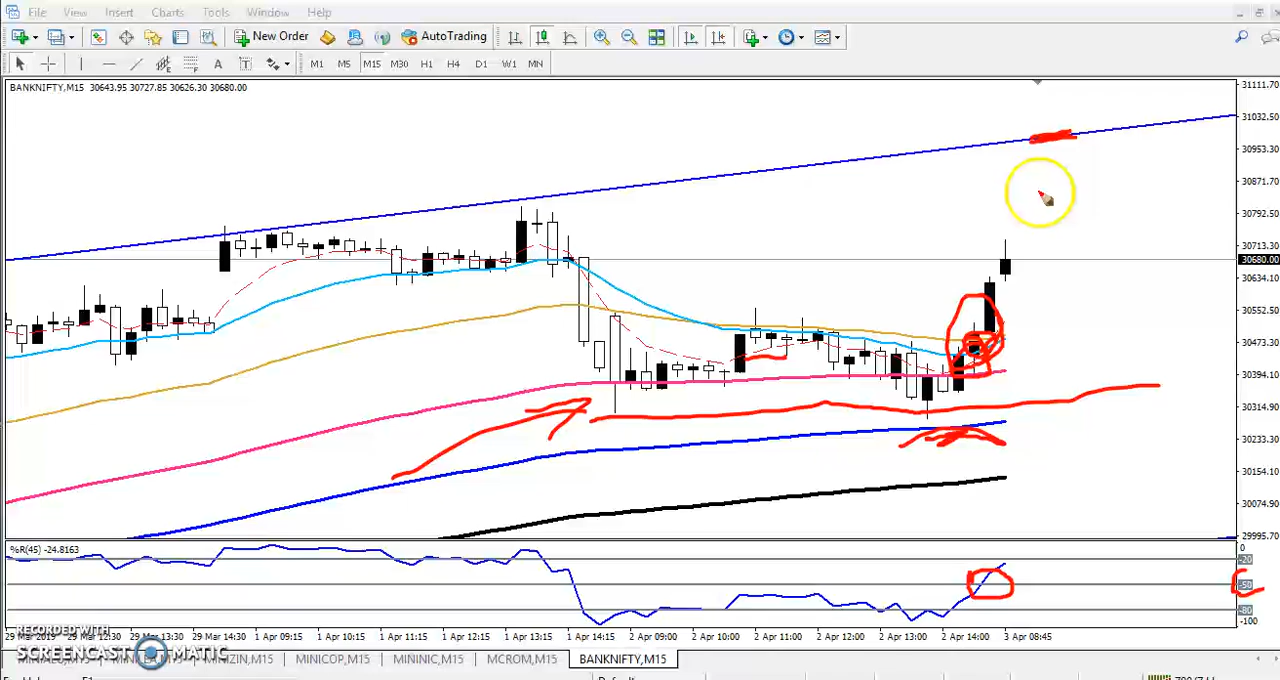 File View Insert Charts Tools Window Help
New Order AutoTrading
A T M1 M5 M15 M30 H1 H4 D1 W1 MN
BANKNIFTY,M15 30643.95 30727.85 30626.30 30680.00
31111.70
31032.50
30953.30
30871.70
30792.50
30713.30
30680.00
30634.10
30552.50
30473.30
30394.10
30314.90
30233.30
30154.10
30074.90
29995.70
%R(45) -24.8163
0
-20
-50
-80
-100
29 Mar 2019 29 Mar 12:30 29 Mar 13:30 29 Mar 14:30 1 Apr 09:15 1 Apr 10:15 1 Apr 11:15 1 Apr 12:15 1 Apr 13:15 1 Apr 14:15 2 Apr 09:00 2 Apr 10:00 2 Apr 11:00 2 Apr 12:00 2 Apr 13:00 2 Apr 14:00 3 Apr 08:45
RECORDED WITH
SCREENCAST MATIC
MINICOP,M15 MININIC,M15 MCROM,M15 BANKNIFTY,M15